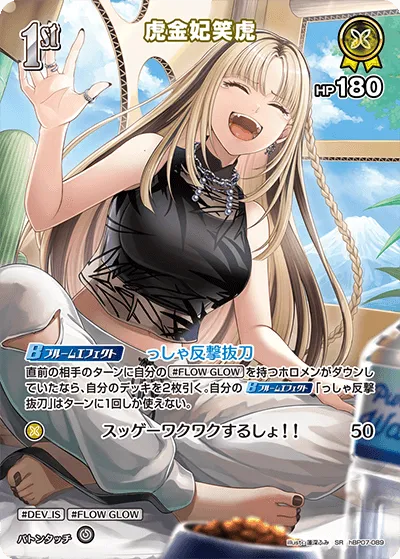 1st
虎金妃笑虎
HP 180
ブルームエフェクト っしゃ反撃抜刀
直前の相手のターンに自分の #FLOW GLOW を持つホロメンがダウンし
ていたなら、自分のデッキを2枚引く。自分の ブルームエフェクト 「っしゃ反撃
抜刀」はターンに1回しか使えない。
スッゲーワクワクするしょ!! 50
#DEV_IS #FLOW GLOW
バトンタッチ
SR hBP07-089